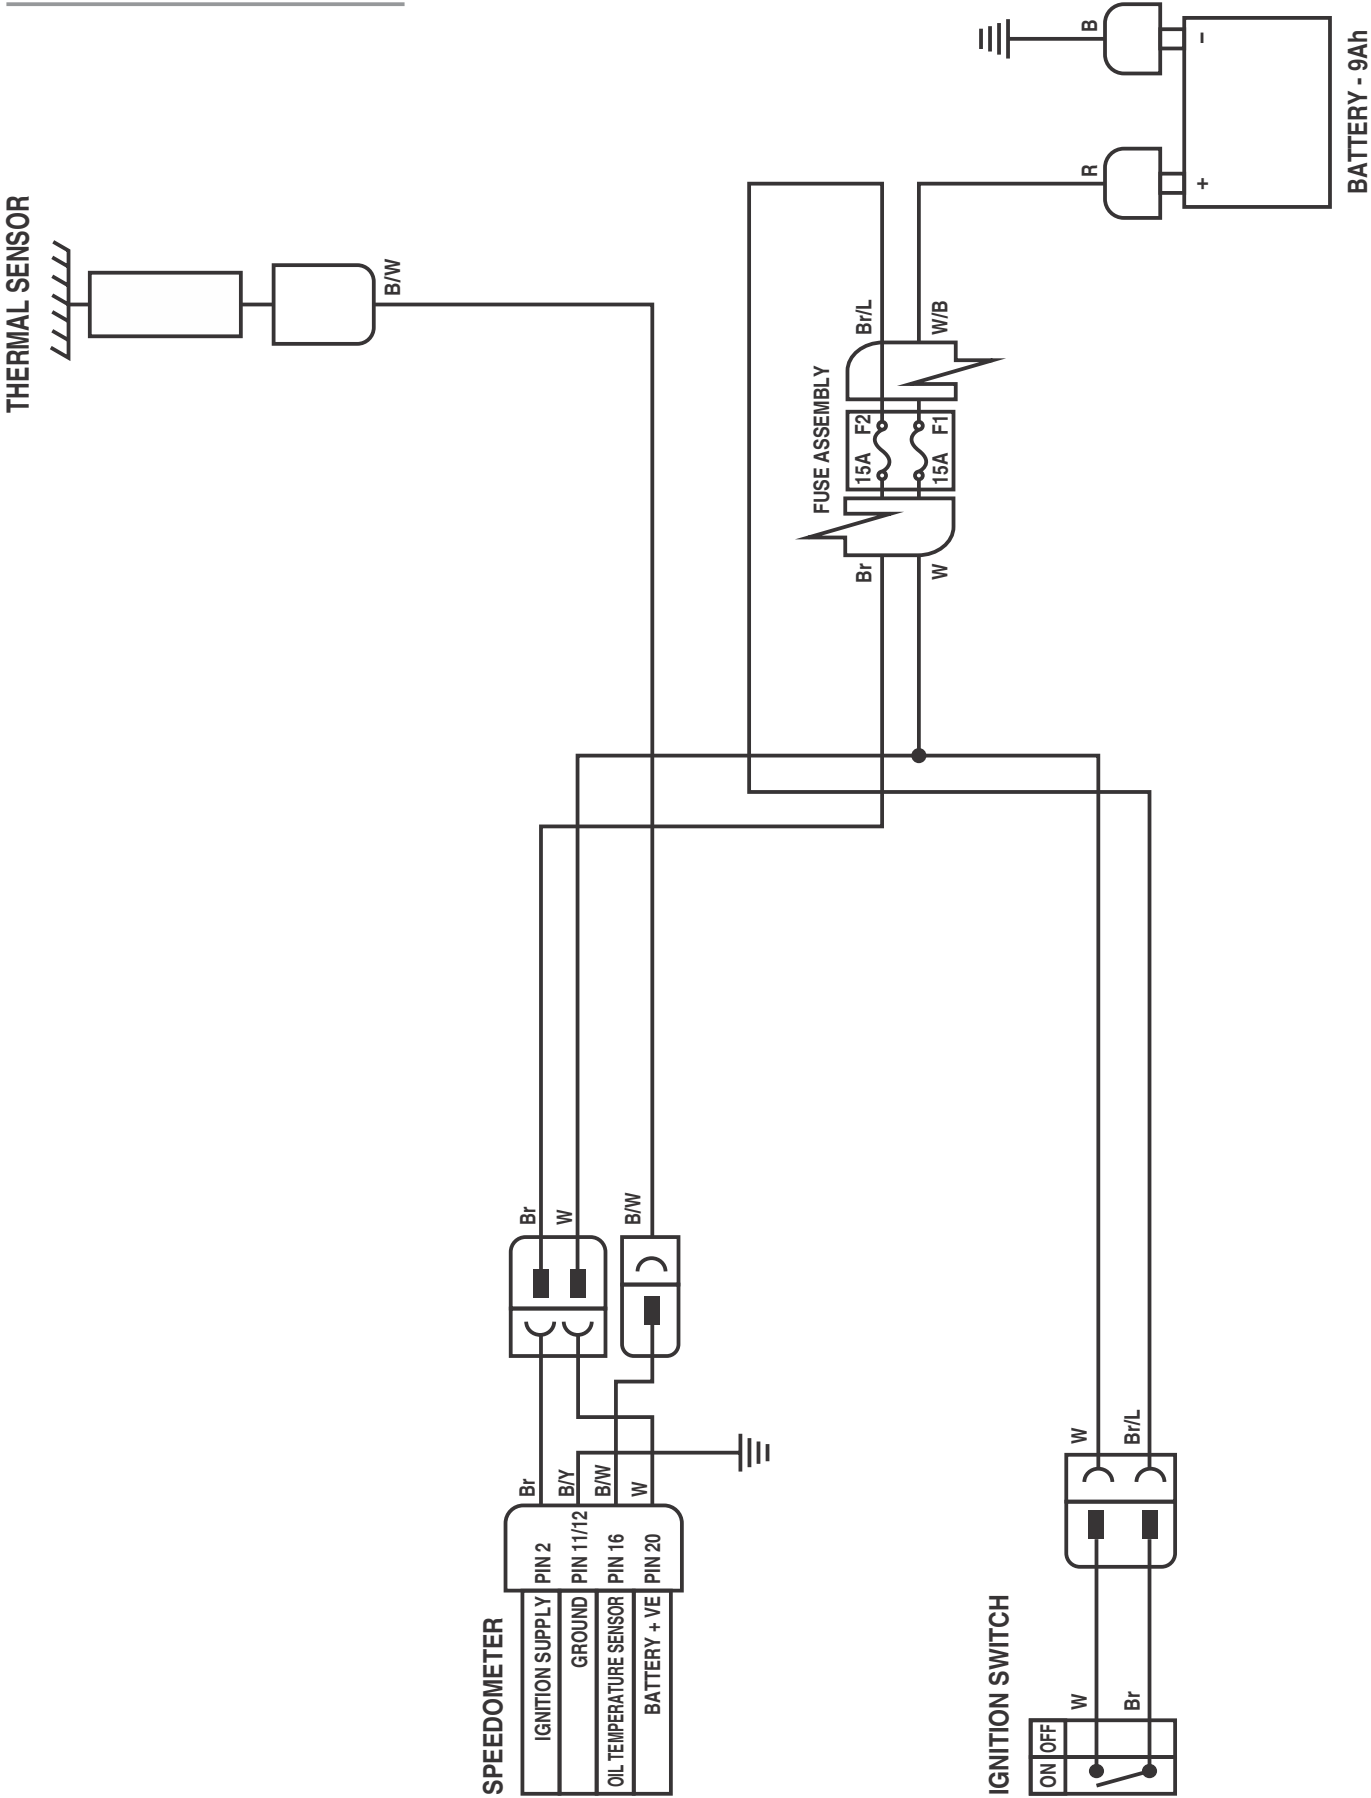 THERMAL SENSOR
B/W
SPEEDOMETER
IGNITION SUPPLY
PIN 2
Br
Br
GROUND
PIN 11/12
B/Y
W
OIL TEMPERATURE SENSOR
PIN 16
B/W
B/W
BATTERY + VE
PIN 20
W
FUSE ASSEMBLY
Br
15A
F2
Br/L
W
15A
F1
W/B
IGNITION SWITCH
ON
OFF
W
W
Br
Br/L
R
B
+
-
BATTERY - 9Ah